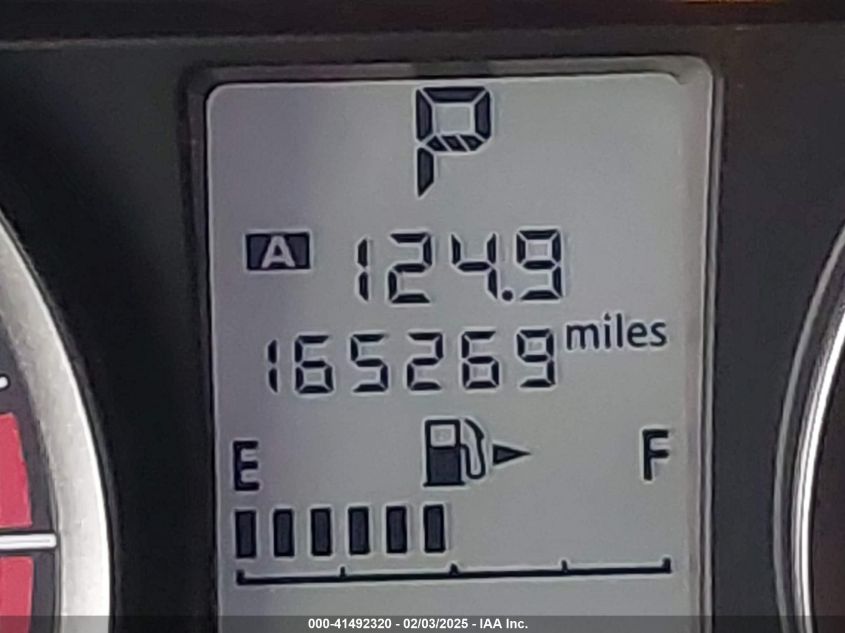 P
A 124.9
165269 miles
E F
000-41492320 - 02/03/2025 - IAA Inc.